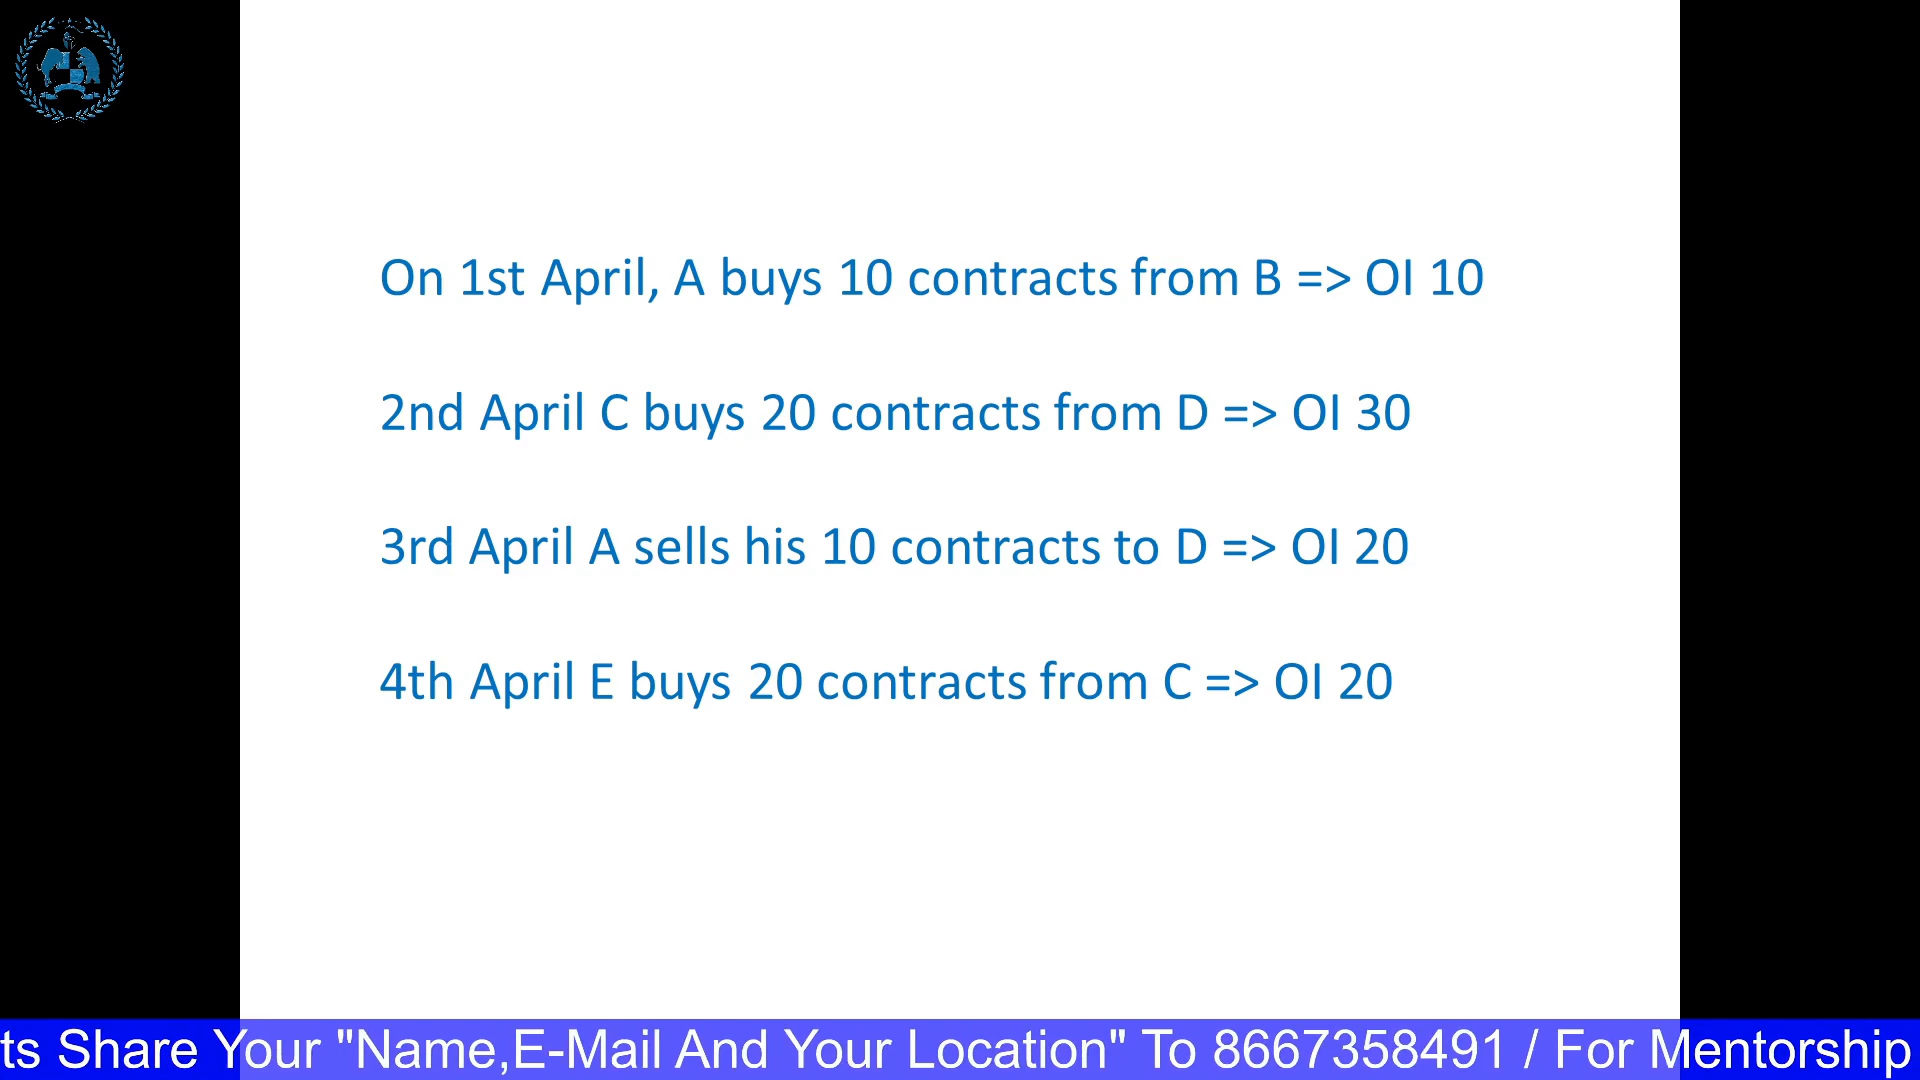 On 1st April, A buys 10 contracts from B => OI 10
2nd April C buys 20 contracts from D => OI 30
3rd April A sells his 10 contracts to D => OI 20
4th April E buys 20 contracts from C => OI 20
ts Share Your "Name,E-Mail And Your Location" To 8667358491 / For Mentorship